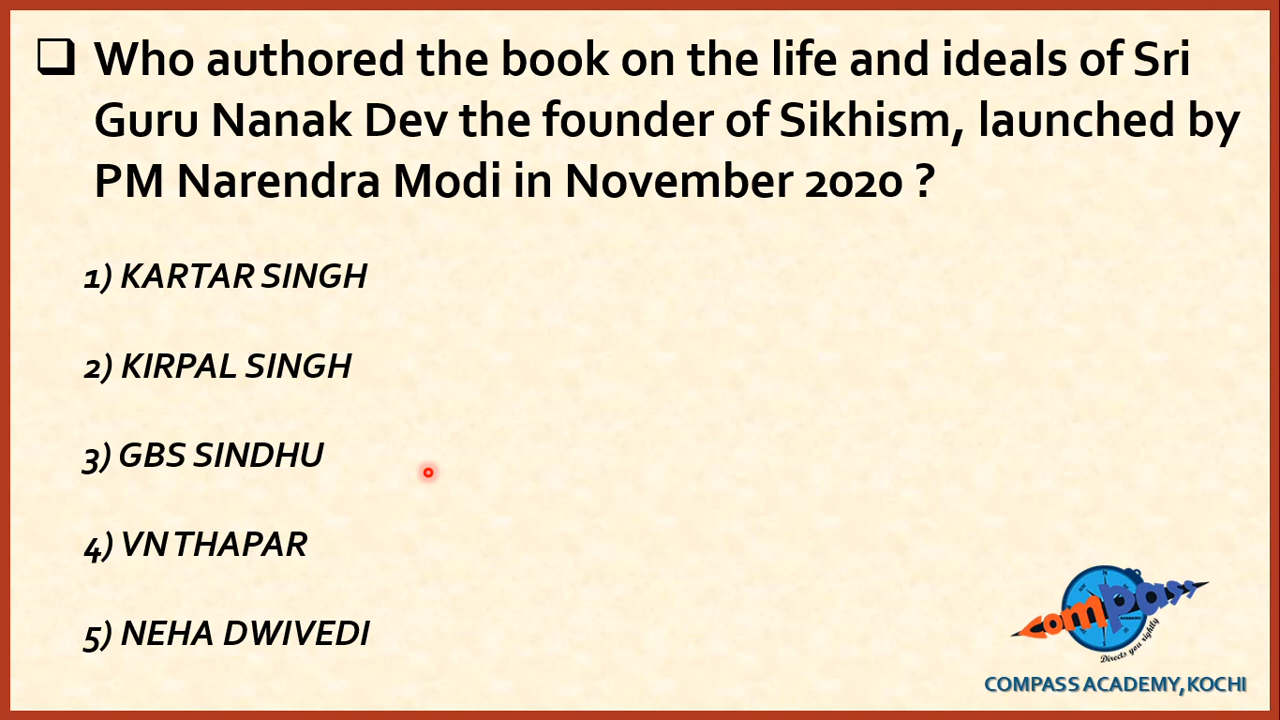 ❑ Who authored the book on the life and ideals of Sri
Guru Nanak Dev the founder of Sikhism, launched by
PM Narendra Modi in November 2020 ?
1) KARTAR SINGH
2) KIRPAL SINGH
3) GBS SINDHU
4) VN THAPAR
5) NEHA DWIVEDI
compass
Directs you rightly
COMPASS ACADEMY, KOCHI